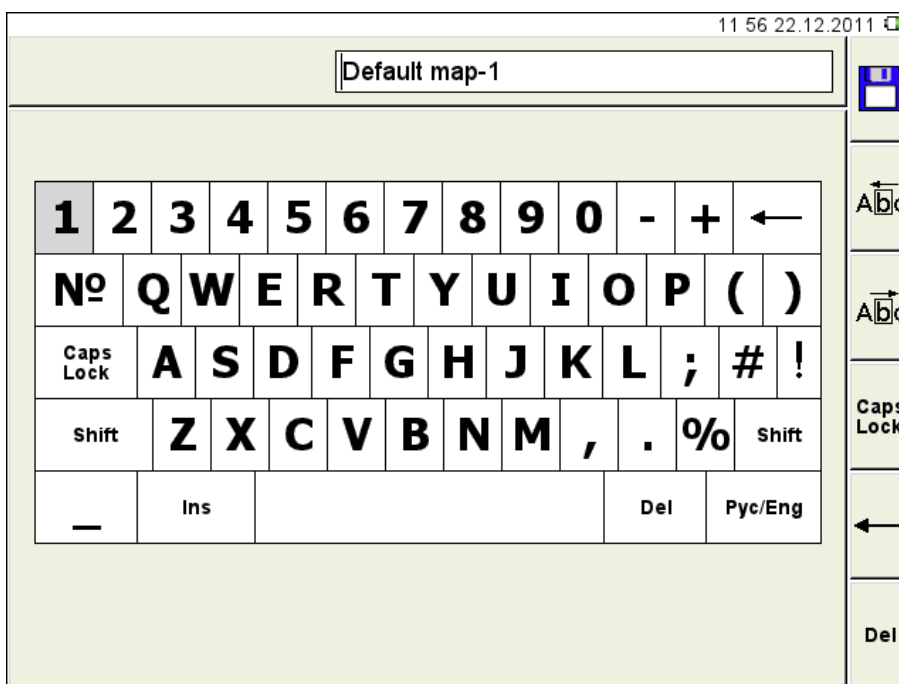 11 56 22.12.2011
Default map-1
1 2 3 4 5 6 7 8 9 0 - + ←
№ Q W E R T Y U I O P ( )
Caps Lock A S D F G H J K L ; # !
Shift Z X C V B N M , . % Shift
_ Ins Del Рус/Eng
Abc
Abc
Caps
Lock
←
Del